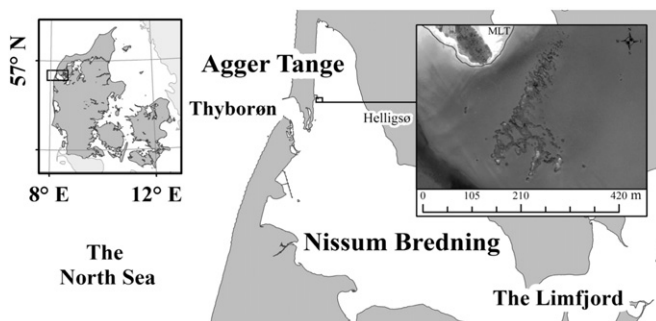 57° N
8° E
12° E
Agger Tange
Thyborøn
Helligsø
MLT
0 105 210 420 m
Nissum Bredning
The
North Sea
The Limfjord